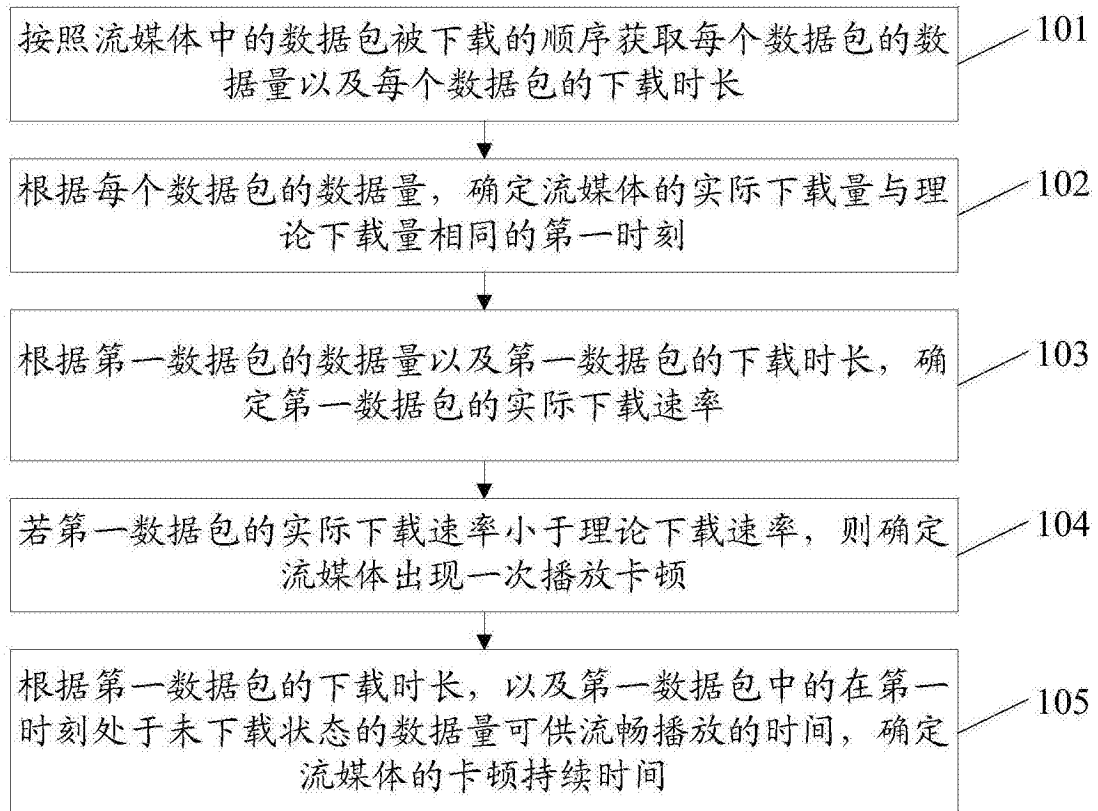 按照流媒体中的数据包被下载的顺序获取每个数据包的数
据量以及每个数据包的下载时长
101
根据每个数据包的数据量，确定流媒体的实际下载量与理
论下载量相同的第一时刻
102
根据第一数据包的数据量以及第一数据包的下载时长，确
定第一数据包的实际下载速率
103
若第一数据包的实际下载速率小于理论下载速率，则确定
流媒体出现一次播放卡顿
104
根据第一数据包的下载时长，以及第一数据包中的在第一
时刻处于未下载状态的数据量可供流畅播放的时间，确定
流媒体的卡顿持续时间
105